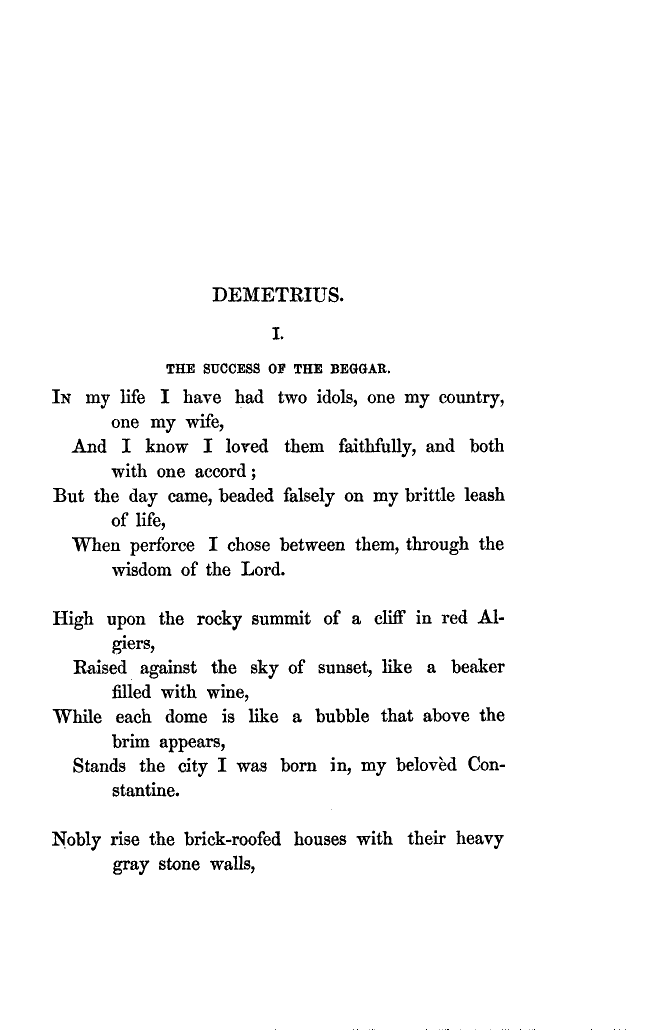 DEMETRIUS.
I.
THE SUCCESS OF THE BEGGAR.
IN my life I have had two idols, one my country,
one my wife,
And I know I loved them faithfully, and both
with one accord ;
But the day came, beaded falsely on my brittle leash
of life,
When perforce I chose between them, through the
wisdom of the Lord.
High upon the rocky summit of a cliff in red Al-
giers,
Raised against the sky of sunset, like a beaker
filled with wine,
While each dome is like a bubble that above the
brim appears,
Stands the city I was born in, my belovèd Con-
stantine.
Nobly rise the brick-roofed houses with their heavy
gray stone walls,